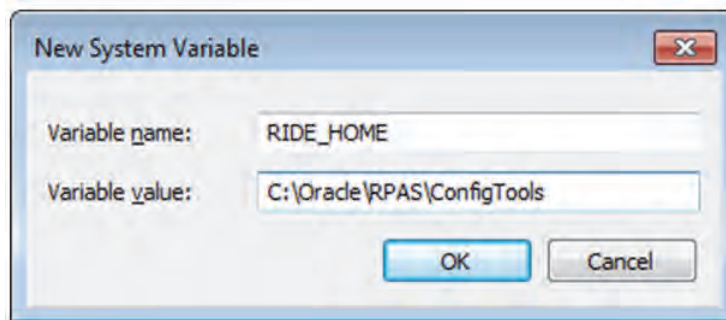 New System Variable
Variable name: RIDE_HOME
Variable value: C:\Oracle\RPAS\ConfigTools
OK Cancel